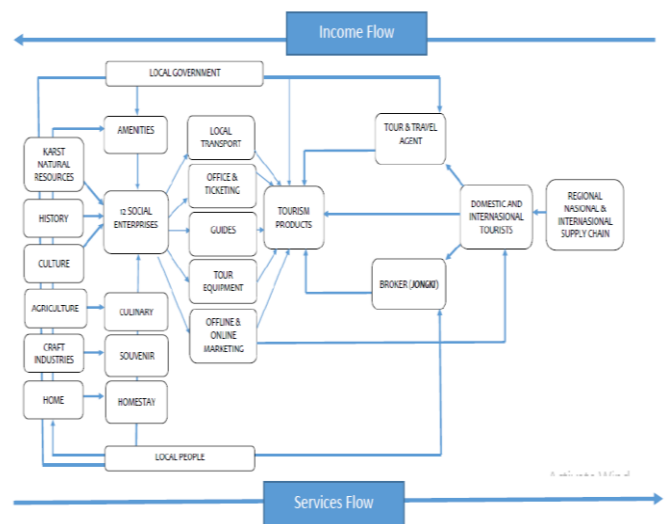 Income Flow
LOCAL GOVERNMENT
AMENITIES
LOCAL
TRANSPORT
TOUR & TRAVEL
AGENT
KARST
NATURAL
RESOURCES
OFFICE &
TICKETING
HISTORY
12 SOCIAL
ENTERPRISES
GUIDES
TOURISM
PRODUCTS
DOMESTIC AND
INTERNASIONAL
TOURISTS
REGIONAL
NASIONAL &
INTERNASIONAL
SUPPLY CHAIN
CULTURE
TOUR
EQUIPMENT
BROKER (JONGKI)
AGRICULTURE
CULINARY
OFFLINE &
ONLINE
MARKETING
CRAFT
INDUSTRIES
SOUVENIR
HOME
HOMESTAY
LOCAL PEOPLE
Services Flow